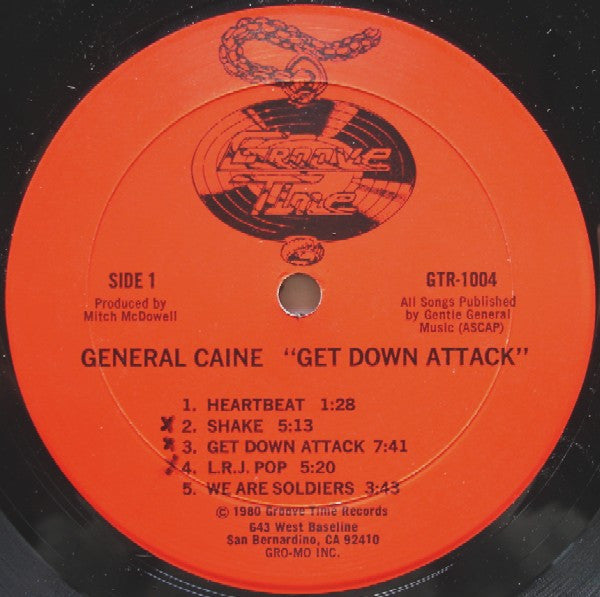 Groove
Time
SIDE 1
Produced by
Mitch McDowell
GTR-1004
All Songs Published
by Gentle General
Music (ASCAP)
GENERAL CAINE "GET DOWN ATTACK"
1. HEARTBEAT 1:28
X 2. SHAKE 5:13
X 3. GET DOWN ATTACK 7:41
4. L.R.J. POP 5:20
5. WE ARE SOLDIERS 3:43
© 1980 Groove Time Records
643 West Baseline
San Bernardino, CA 92410
GRO-MO INC.